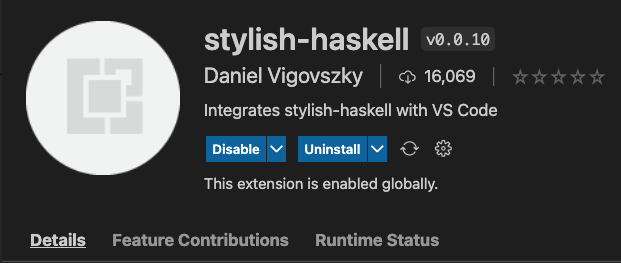 stylish-haskell v0.0.10
Daniel Vigovszky 16,069
Integrates stylish-haskell with VS Code
Disable Uninstall
This extension is enabled globally.
Details Feature Contributions Runtime Status